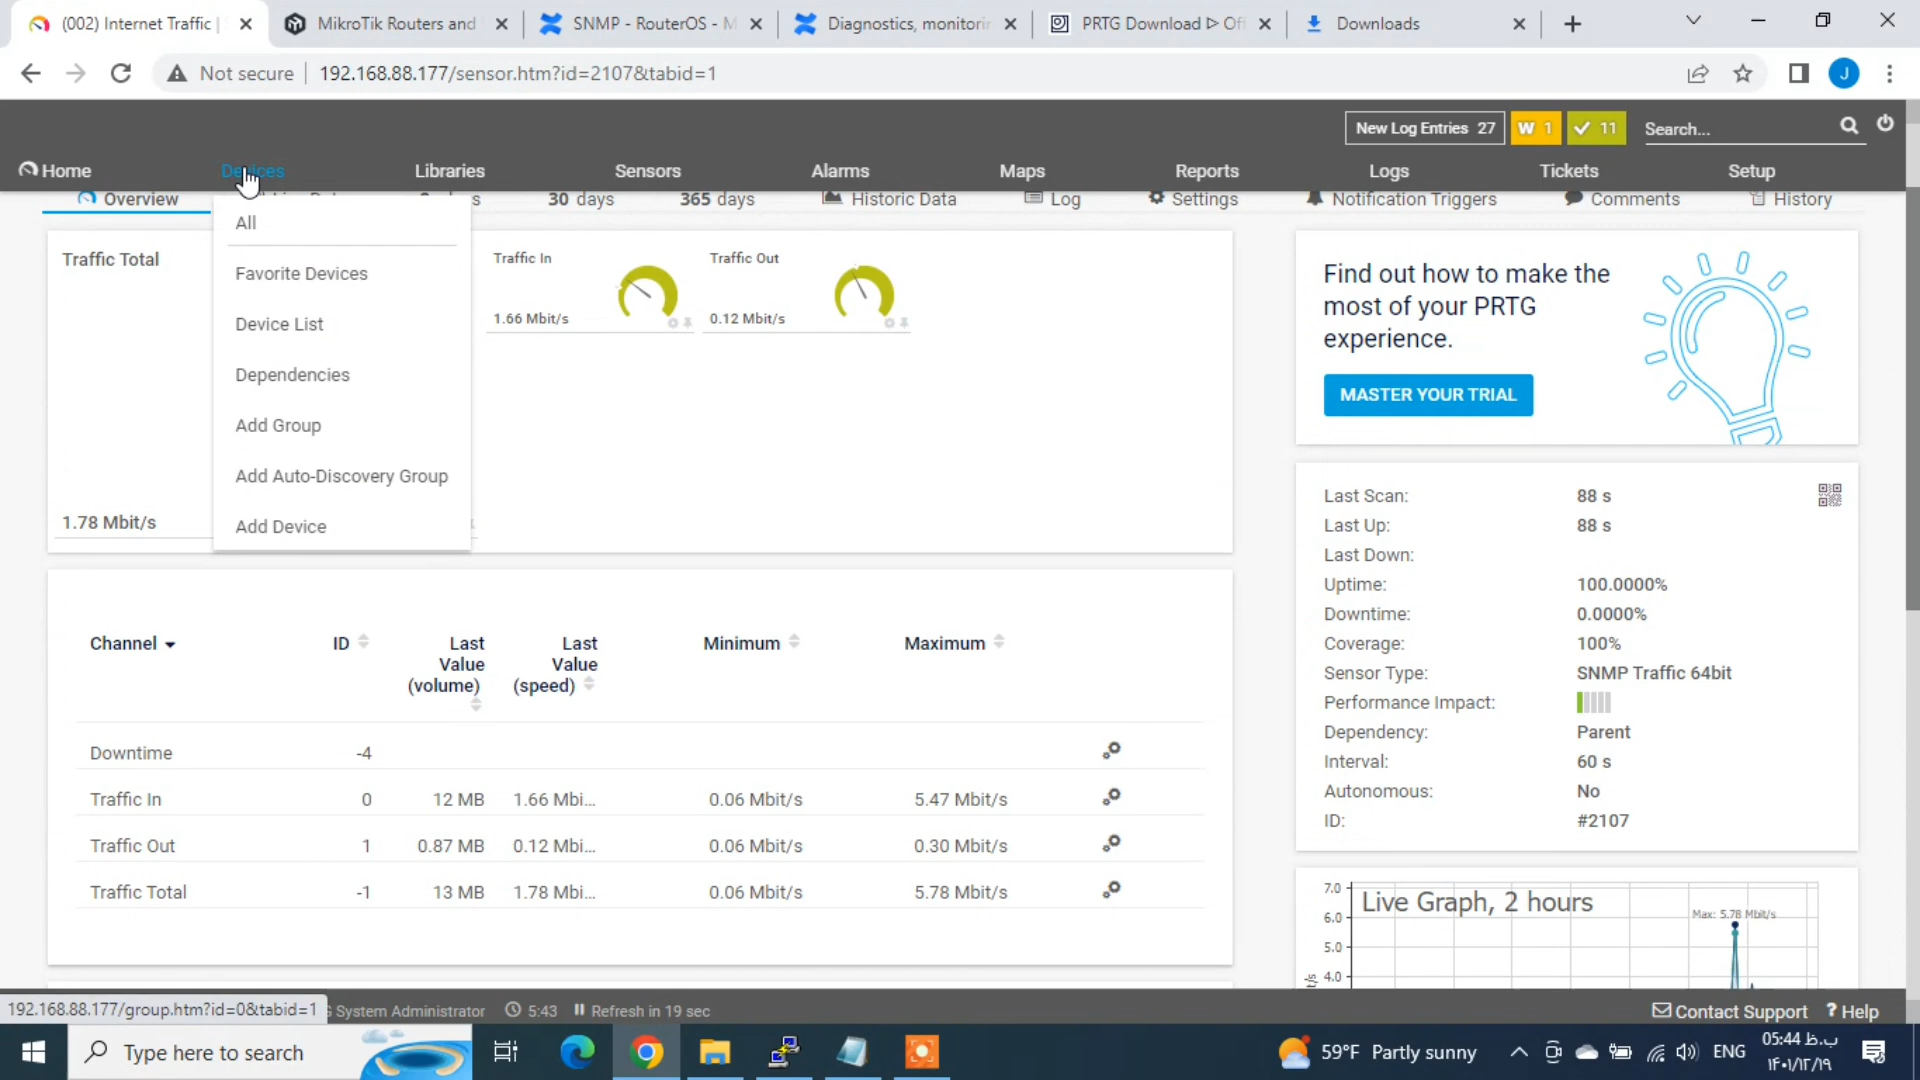 (002) Internet Traffic |
MikroTik Routers and
SNMP - RouterOS - M
Diagnostics, monitorin
PRTG Download ᐅ Of
Downloads
Not secure
192.168.88.177/sensor.htm?id=2107&tabid=1
New Log Entries 27
W 1
11
Search...
Home
Devices
Libraries
Sensors
Alarms
Maps
Reports
Logs
Tickets
Setup
Overview
30 days
365 days
Historic Data
Log
Settings
Notification Triggers
Comments
History
All
Favorite Devices
Device List
Dependencies
Add Group
Add Auto-Discovery Group
Add Device
Traffic Total
1.78 Mbit/s
Traffic In
1.66 Mbit/s
Traffic Out
0.12 Mbit/s
Find out how to make the
most of your PRTG
experience.
MASTER YOUR TRIAL
Last Scan: 88 s
Last Up: 88 s
Last Down:
Uptime: 100.0000%
Downtime: 0.0000%
Coverage: 100%
Sensor Type: SNMP Traffic 64bit
Performance Impact:
Dependency: Parent
Interval: 60 s
Autonomous: No
ID: #2107
Channel ID Last Value (volume) Last Value (speed) Minimum Maximum
Downtime -4
Traffic In 0 12 MB 1.66 Mbi... 0.06 Mbit/s 5.47 Mbit/s
Traffic Out 1 0.87 MB 0.12 Mbi... 0.06 Mbit/s 0.30 Mbit/s
Traffic Total -1 13 MB 1.78 Mbi... 0.06 Mbit/s 5.78 Mbit/s
Live Graph, 2 hours
Max: 5.78 Mbit/s
7.0
6.0
5.0
4.0
192.168.88.177/group.htm?id=0&tabid=1
System Administrator
5:43
Refresh in 19 sec
Contact Support
? Help
Type here to search
59°F Partly sunny
ENG
05:44 ب.ظ
۱۴۰۱/۱۲/۱۹
J